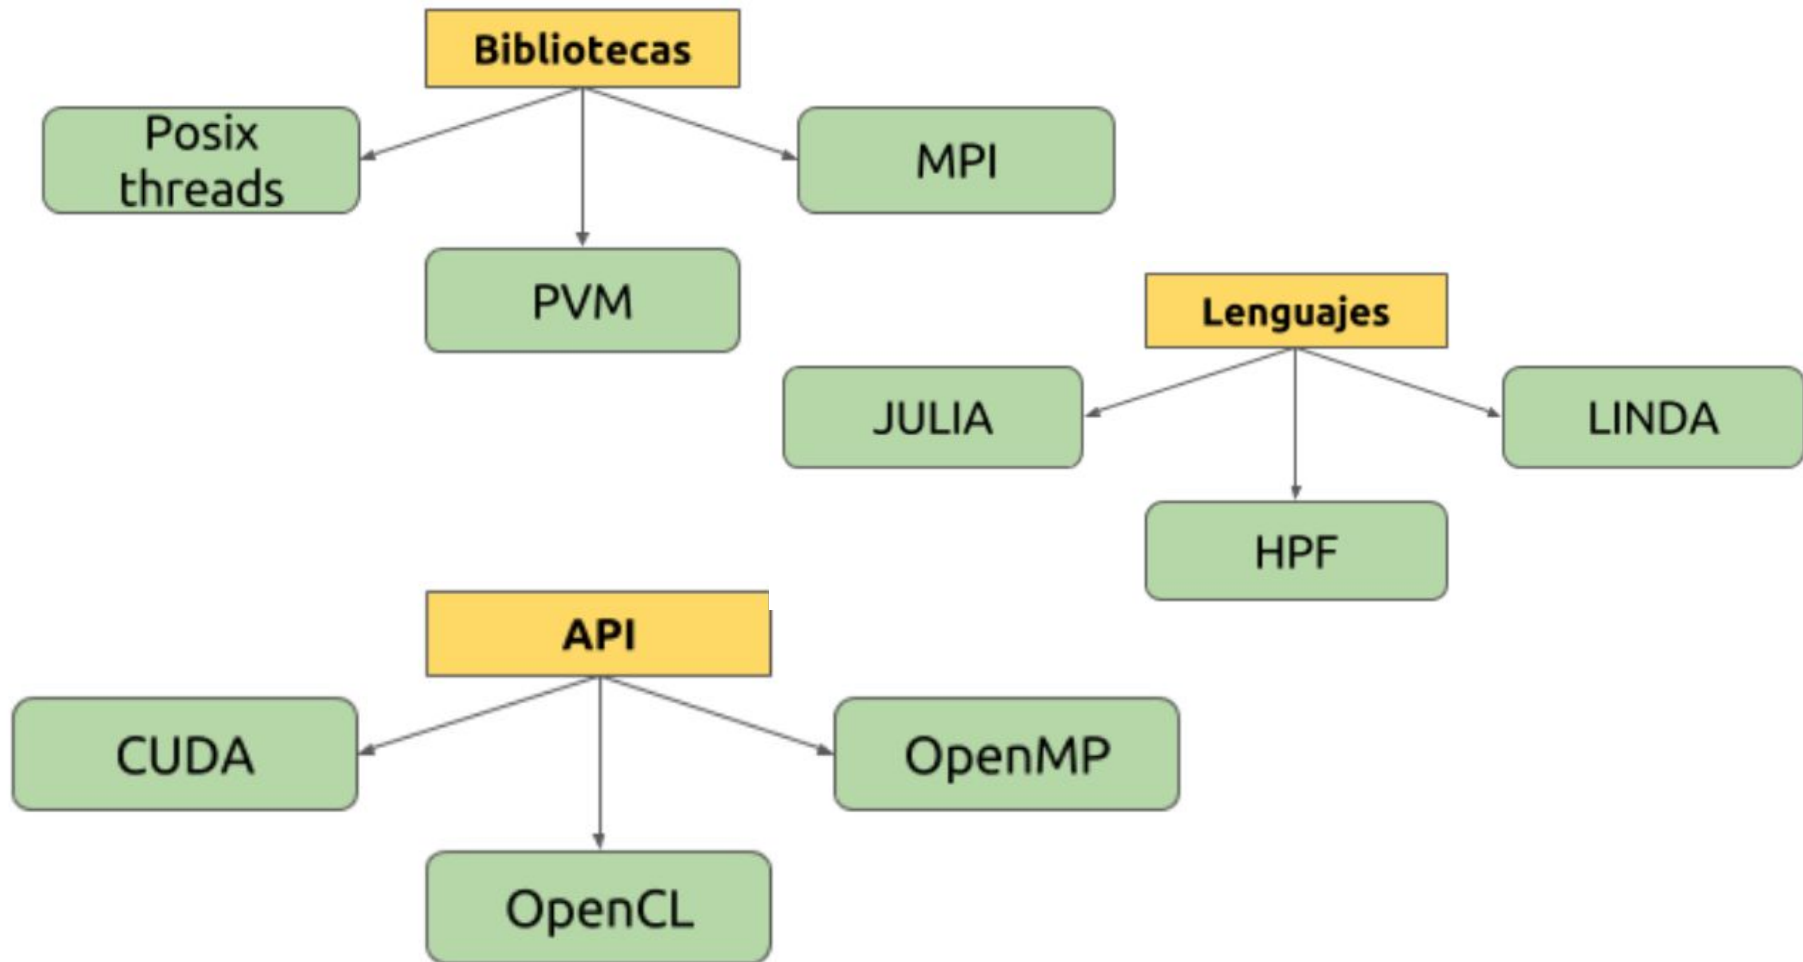 Bibliotecas
Posix
threads
MPI
PVM
Lenguajes
JULIA
LINDA
HPF
API
CUDA
OpenMP
OpenCL